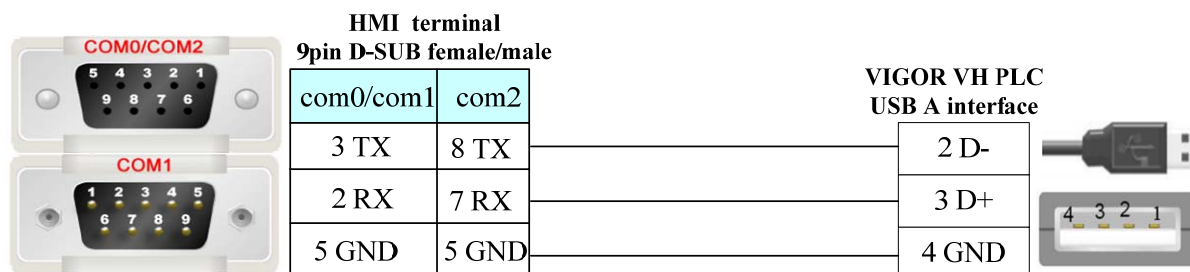 HMI terminal
9pin D-SUB female/male
COM0/COM2
5 4 3 2 1
9 8 7 6
COM1
1 2 3 4 5
6 7 8 9
com0/com1 com2
3 TX 8 TX
2 RX 7 RX
5 GND 5 GND
VIGOR VH PLC
USB A interface
2 D-
3 D+
4 GND
4 3 2 1